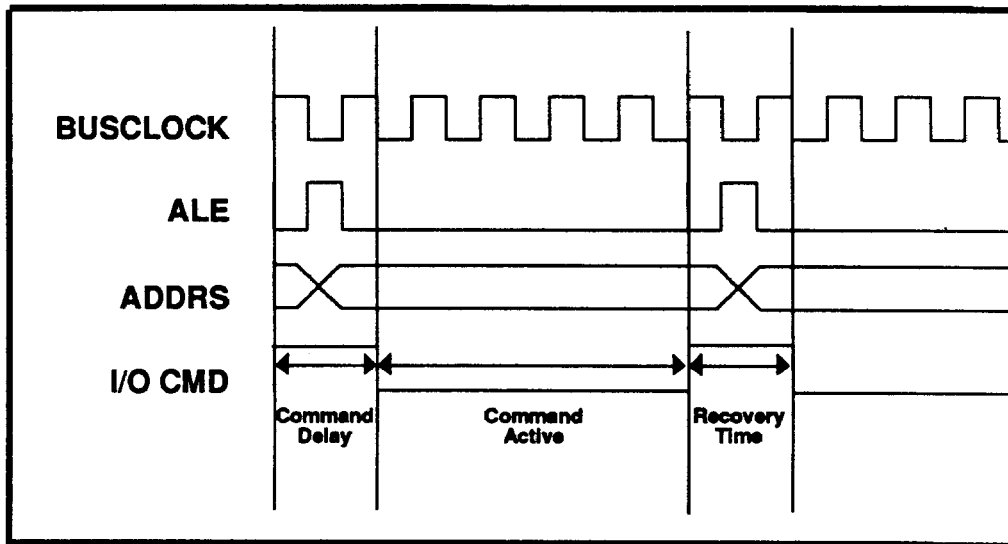 BUSCLOCK
ALE
ADDRS
I/O CMD
Command
Delay
Command
Active
Recovery
Time